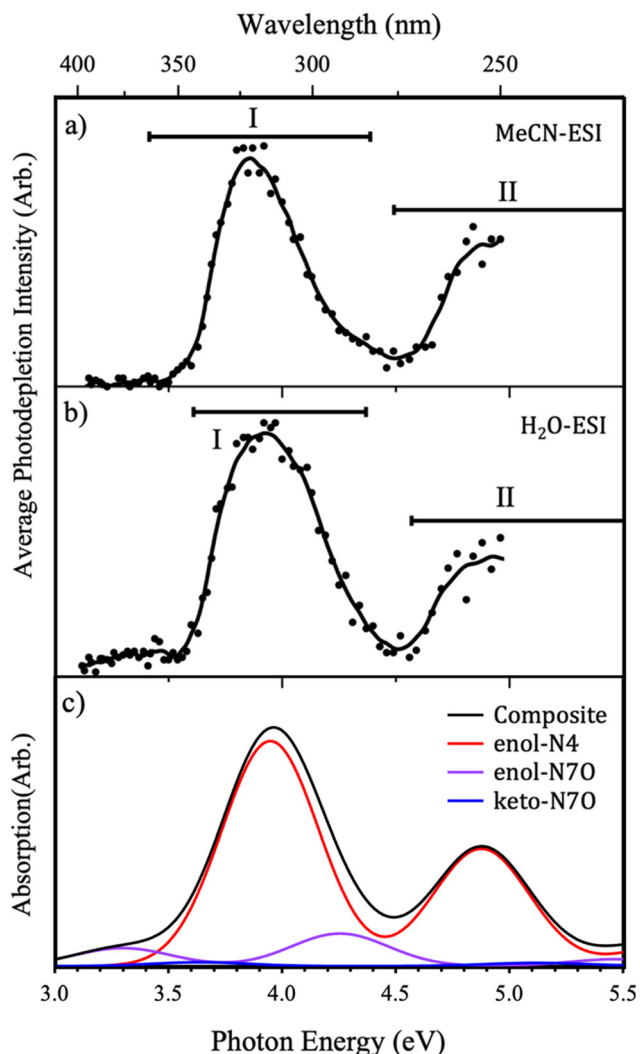 Wavelength (nm)
400 350 300 250
a) I MeCN-ESI
II
Average Photodepletion Intensity (Arb.)
b) I H₂O-ESI
II
c)
Composite
enol-N4
enol-N7O
keto-N7O
Absorption(Arb.)
3.0 3.5 4.0 4.5 5.0 5.5
Photon Energy (eV)